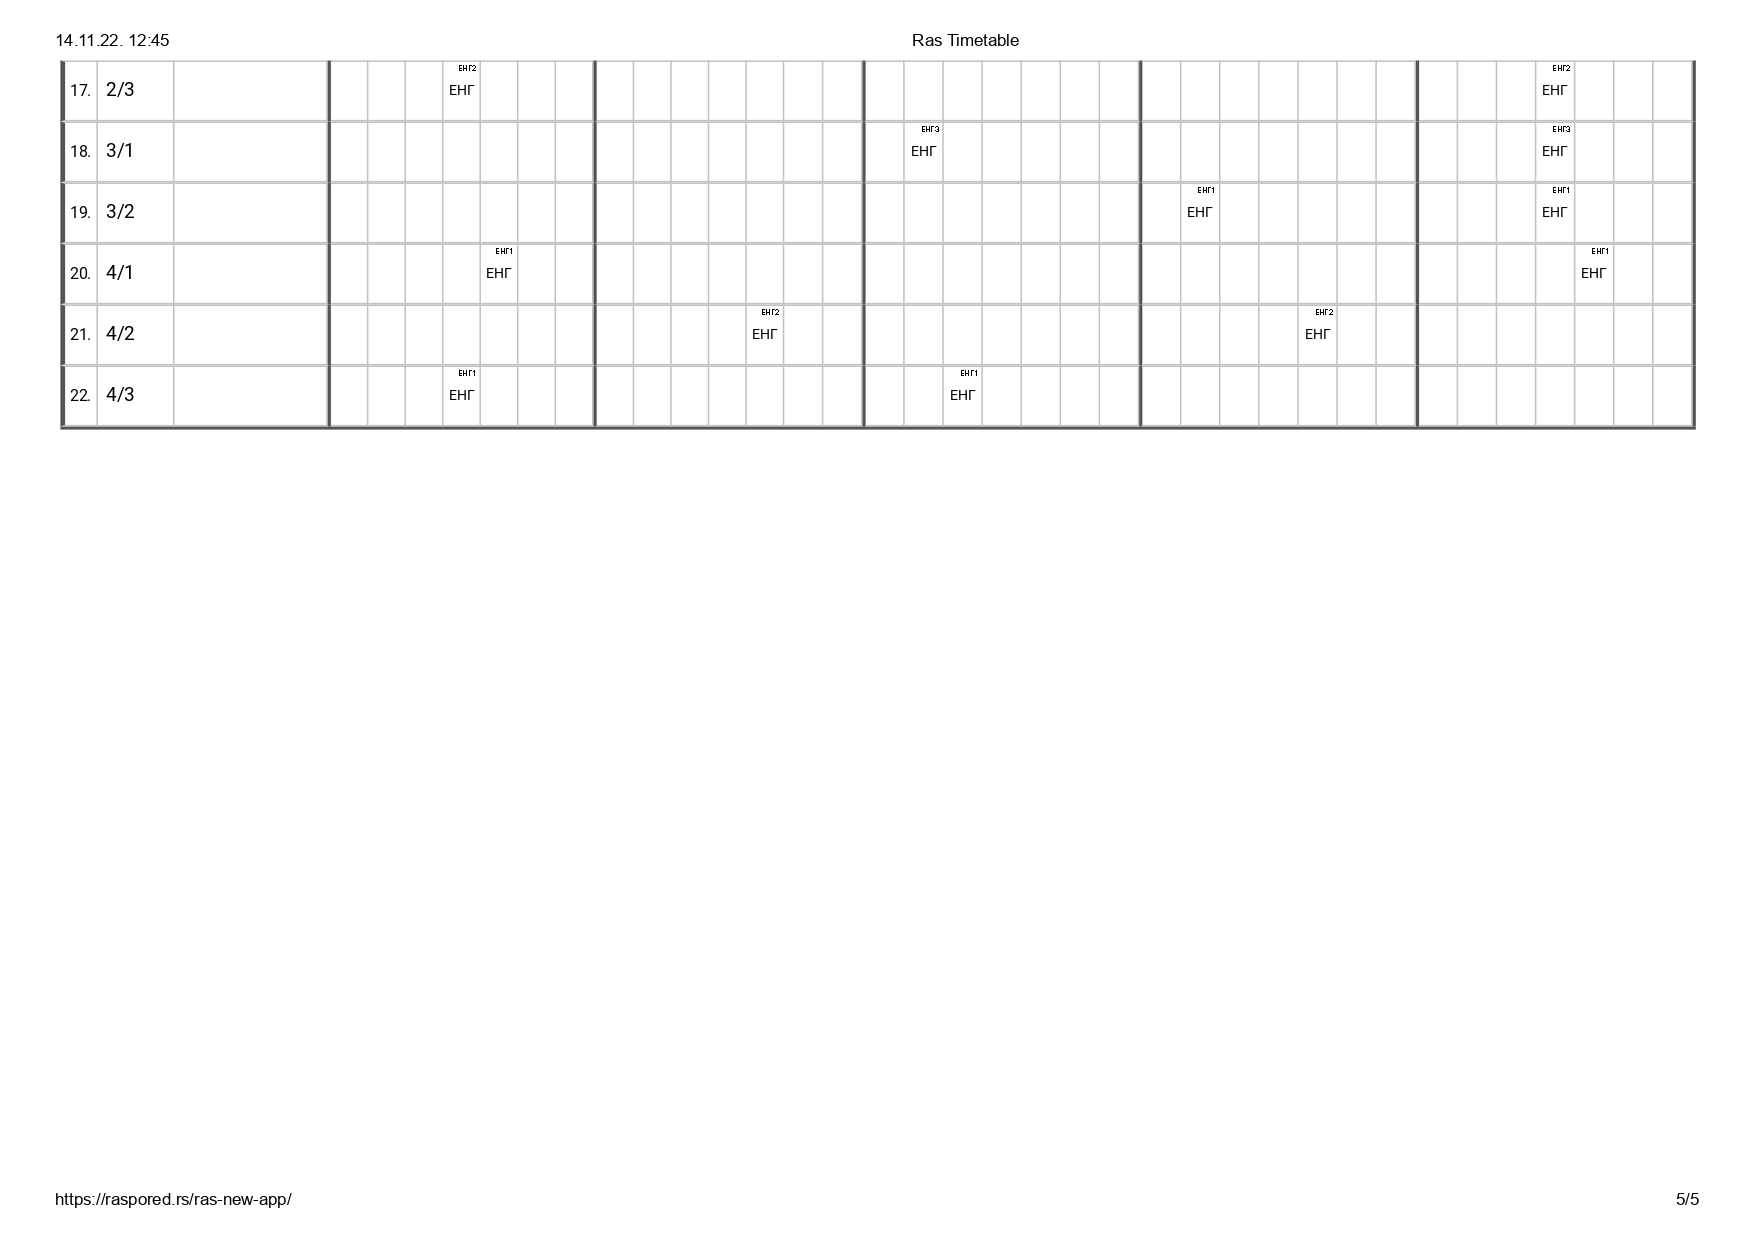 14.11.22. 12:45 Ras Timetable
ЕНГ2 ЕНГ2
17. 2/3 ЕНГ ЕНГ
ЕНГ3 ЕНГ3
18. 3/1 ЕНГ ЕНГ
ЕНГ1 ЕНГ1
19. 3/2 ЕНГ ЕНГ
ЕНГ1 ЕНГ1
20. 4/1 ЕНГ ЕНГ
ЕНГ2 ЕНГ2
21. 4/2 ЕНГ ЕНГ
ЕНГ1 ЕНГ1
22. 4/3 ЕНГ ЕНГ
https://raspored.rs/ras-new-app/ 5/5